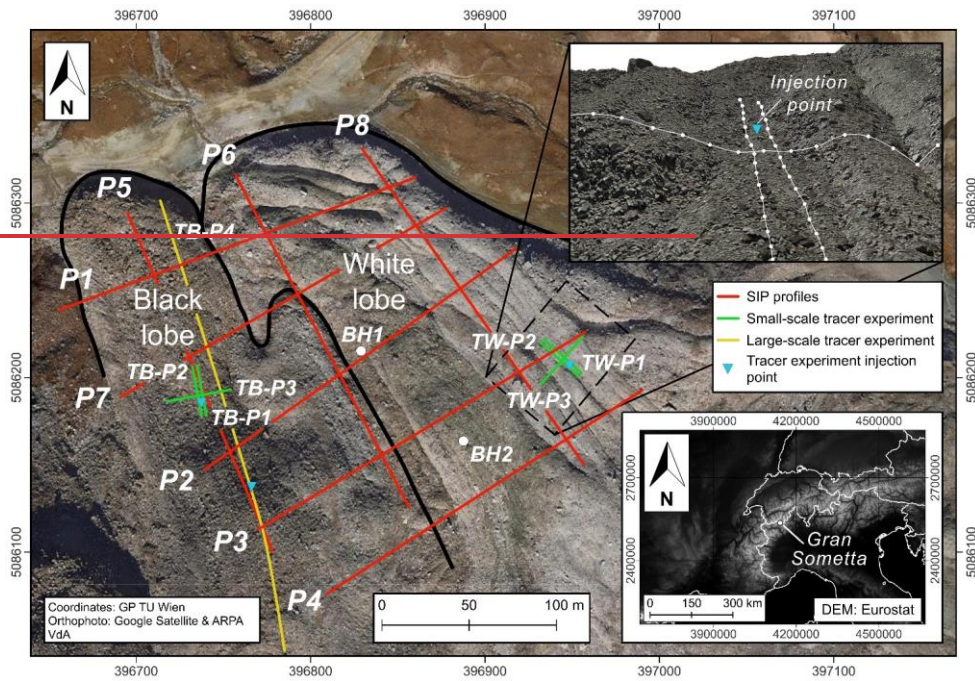 396700 396800 396900 397000 397100
N
Injection
point
P8
P6
P5
5086300
5086300
TB-P4
P1
White
lobe
Black
lobe
SIP profiles
Small-scale tracer experiment
Large-scale tracer experiment
Tracer experiment injection
point
BH1
TW-P2
TW-P1
TB-P2
TB-P3
TW-P3
5086200
5086200
P7
TB-P1
3900000 4200000 4500000
N
BH2
P2
2700000
2700000
P3
Gran
Sometta
5086100
5086100
2400000
2400000
P4
Coordinates: GP TU Wien
Orthophoto: Google Satellite & ARPA
VdA
0 50 100 m
0 150 300 km
DEM: Eurostat
3900000 4200000 4500000
396700 396800 396900 397000 397100